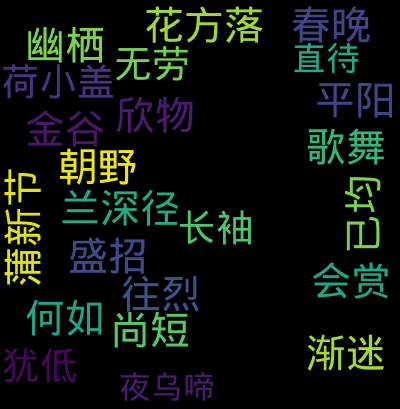 花方落
春晚
幽栖
无劳
直待
荷小盖
平阳
欣物
金谷
歌舞
朝野
蒲新节
已均
兰深径
长袖
盛招
会赏
往烈
何如
尚短
渐迷
犹低
夜乌啼